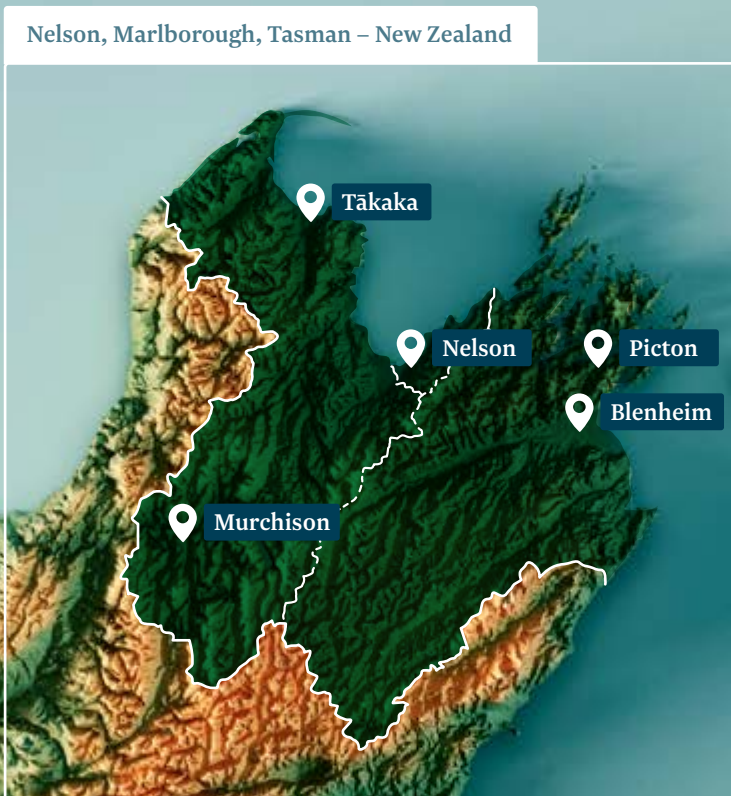 Nelson, Marlborough, Tasman – New Zealand
Tākaka
Nelson
Picton
Blenheim
Murchison